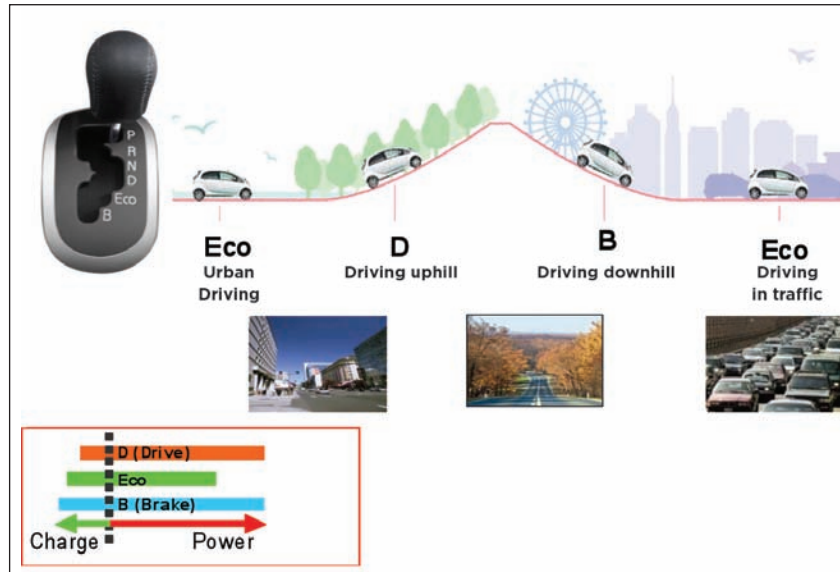 P
R
N
D
Eco
B
Eco
Urban
Driving
D
Driving uphill
B
Driving downhill
Eco
Driving
in traffic
D (Drive)
Eco
B (Brake)
Charge
Power